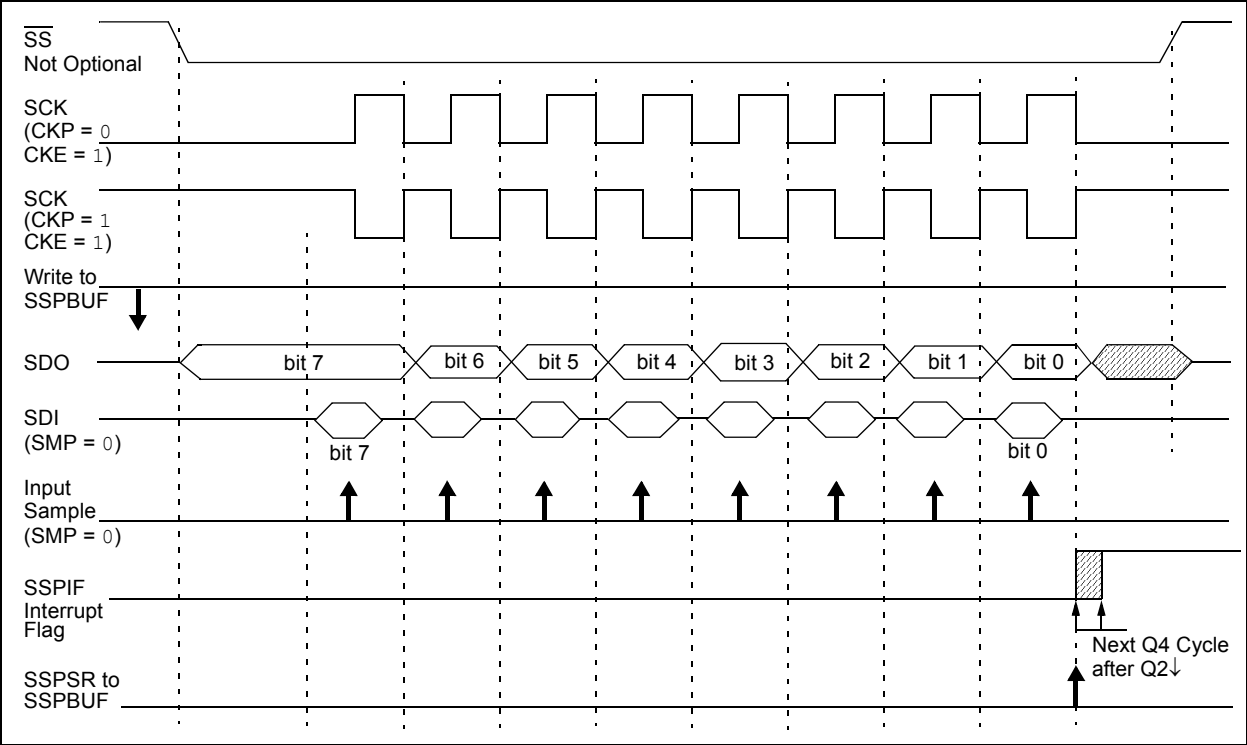 SS
Not Optional
SCK
(CKP = 0
CKE = 1)
SCK
(CKP = 1
CKE = 1)
Write to
SSPBUF
SDO
bit 7 bit 6 bit 5 bit 4 bit 3 bit 2 bit 1 bit 0
SDI
(SMP = 0)
bit 7 bit 0
Input
Sample
(SMP = 0)
SSPIF
Interrupt
Flag
Next Q4 Cycle
after Q2↓
SSPSR to
SSPBUF